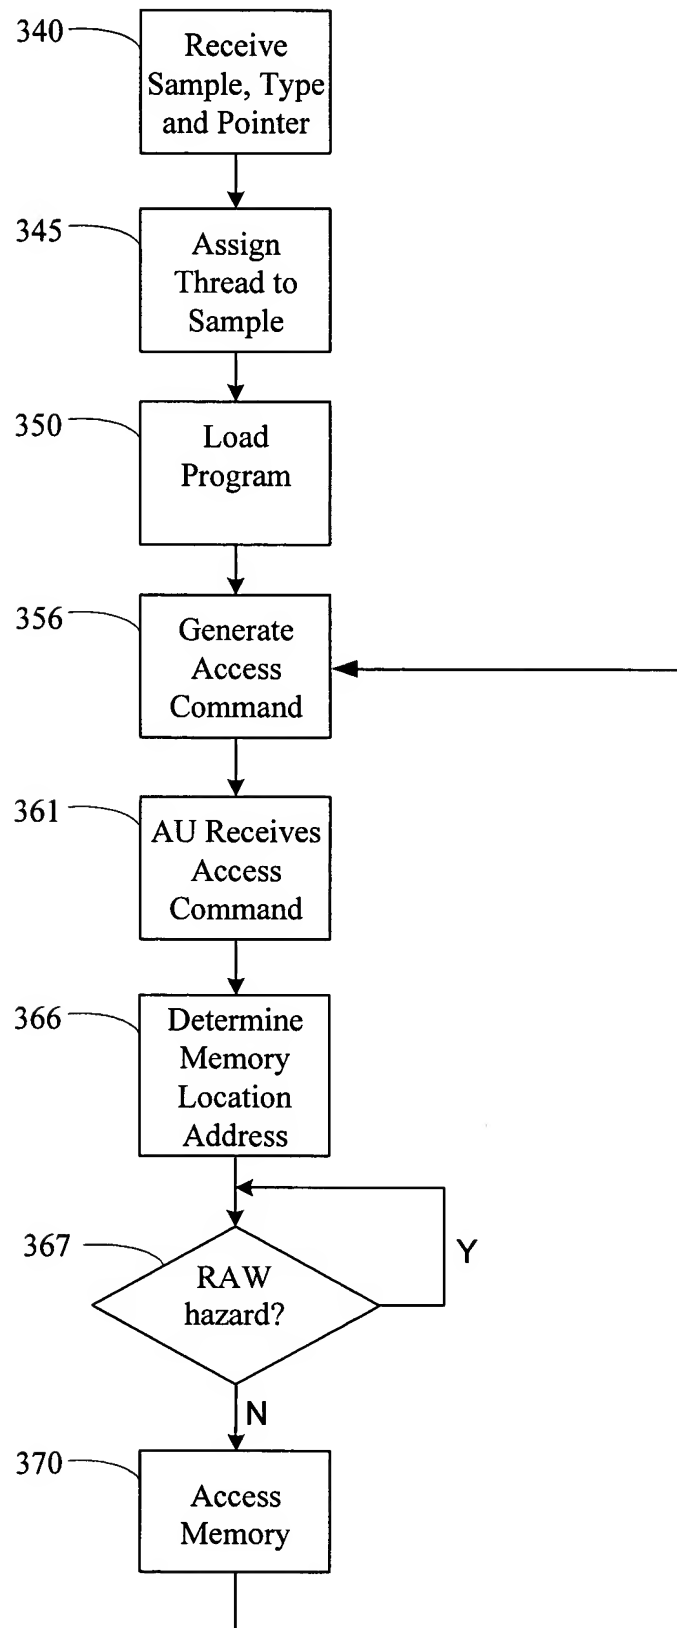 340
Receive
Sample, Type
and Pointer
345
Assign
Thread to
Sample
350
Load
Program
356
Generate
Access
Command
361
AU Receives
Access
Command
366
Determine
Memory
Location
Address
367
RAW
hazard?
Y
N
370
Access
Memory